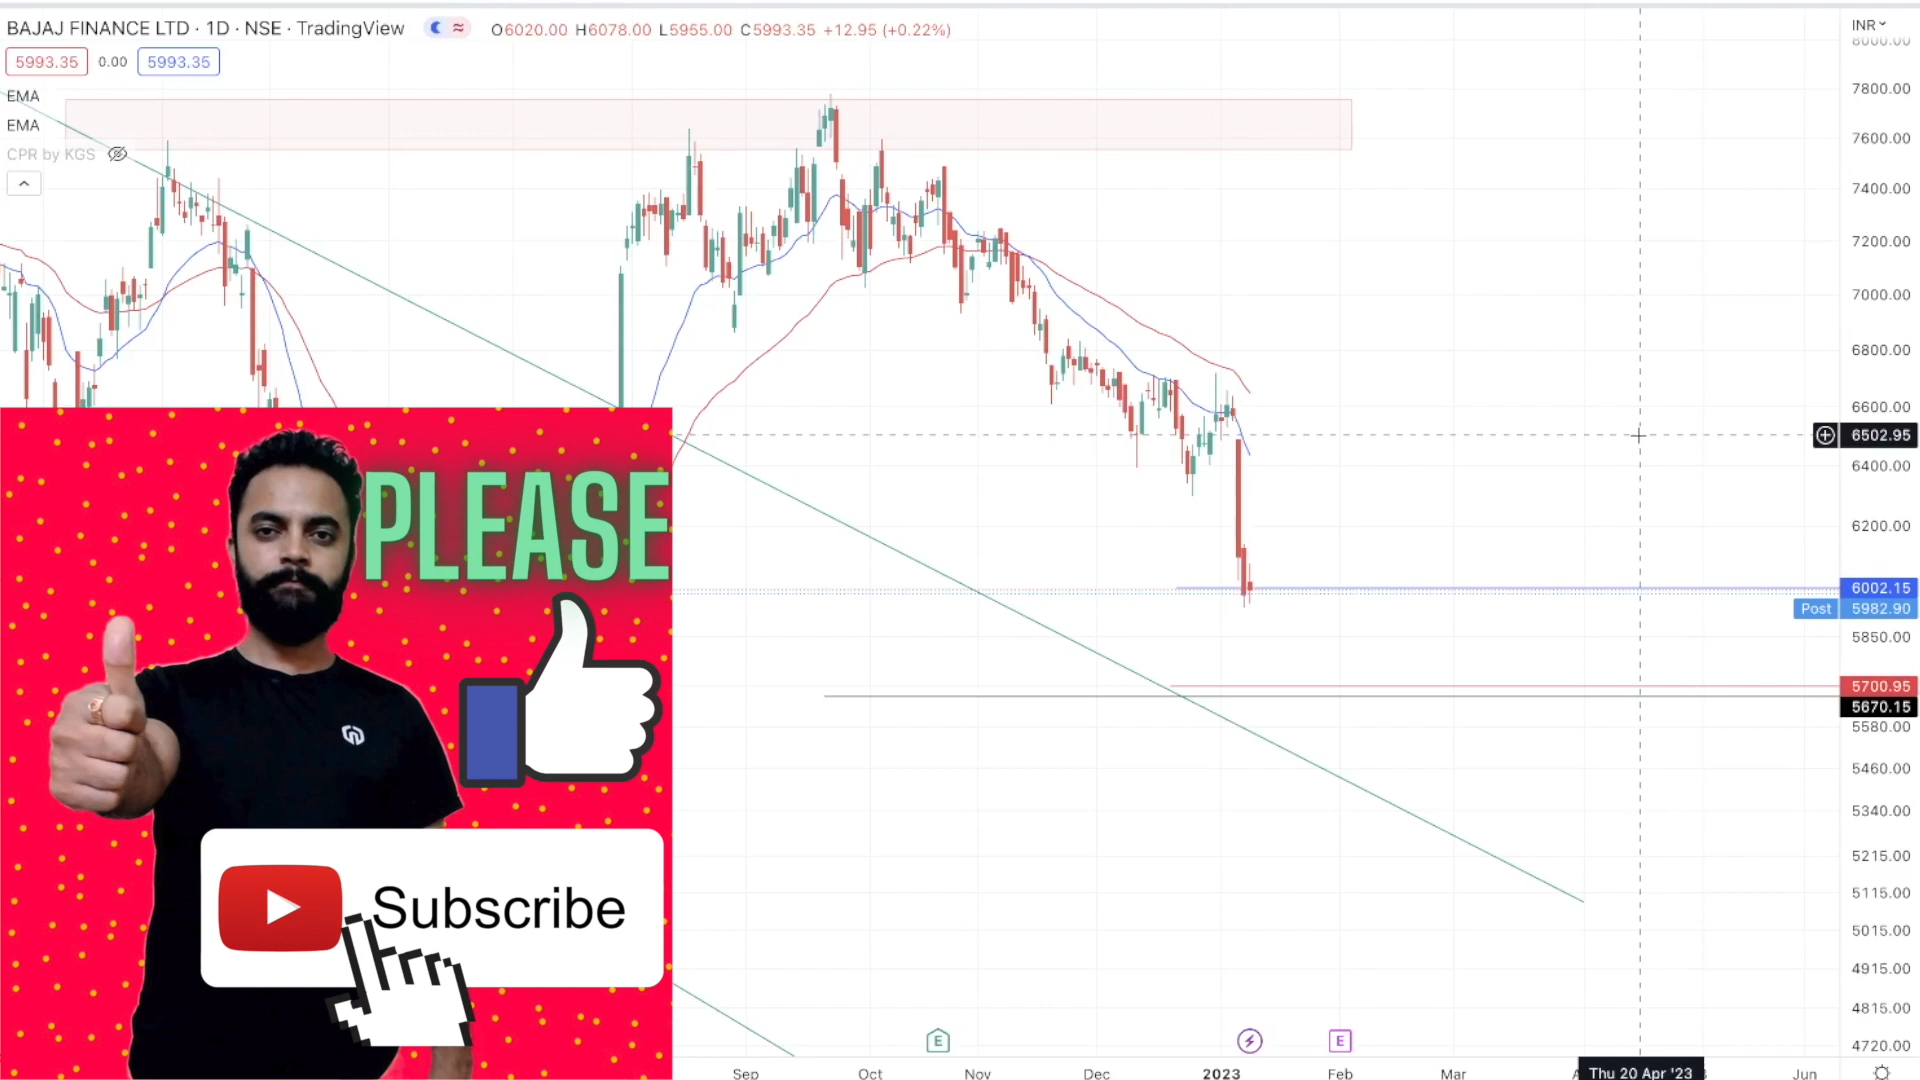 BAJAJ FINANCE LTD · 1D · NSE · TradingView O6020.00 H6078.00 L5955.00 C5993.35 +12.95 (+0.22%) INR
5993.35 0.00 5993.35
8000.00
7800.00
EMA
EMA
7600.00
CPR by KGS
7400.00
7200.00
7000.00
6800.00
6600.00
6502.95
6400.00
PLEASE
6200.00
6002.15
Post 5982.90
5850.00
5700.95
5670.15
5580.00
5460.00
5340.00
5215.00
5115.00
Subscribe
5015.00
4915.00
4815.00
E E
4720.00
Sep Oct Nov Dec 2023 Feb Mar Thu 20 Apr '23 Jun